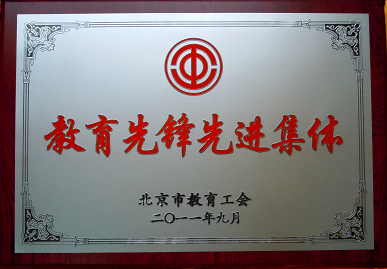 教育先锋先进集体
北京市教育工会
二〇一一年九月